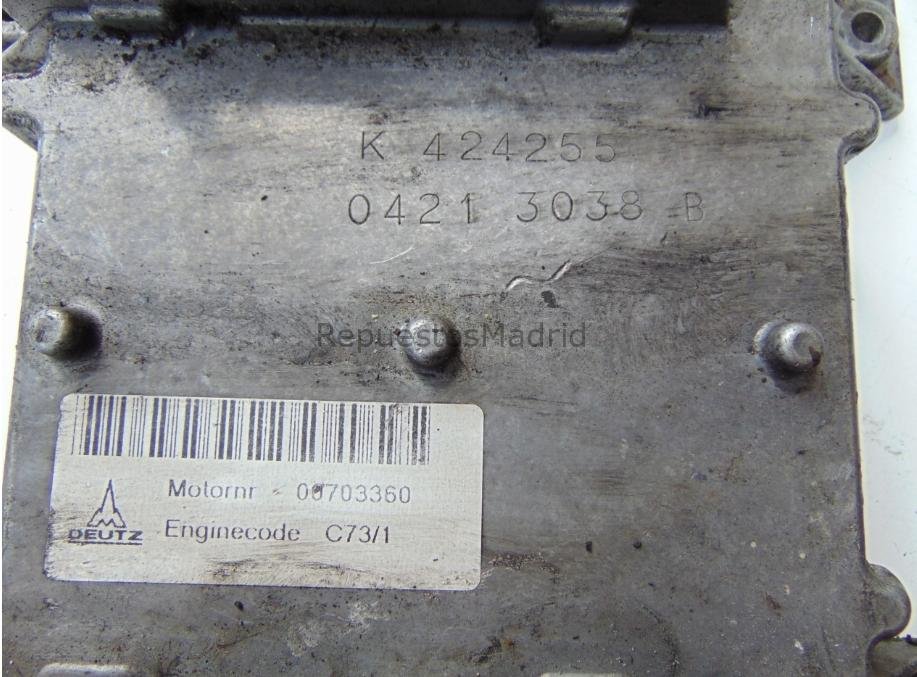 K 424255
0421 3038 B
RepuestosMadrid
Motornr 00703360
DEUTZ
Enginecode C73/1